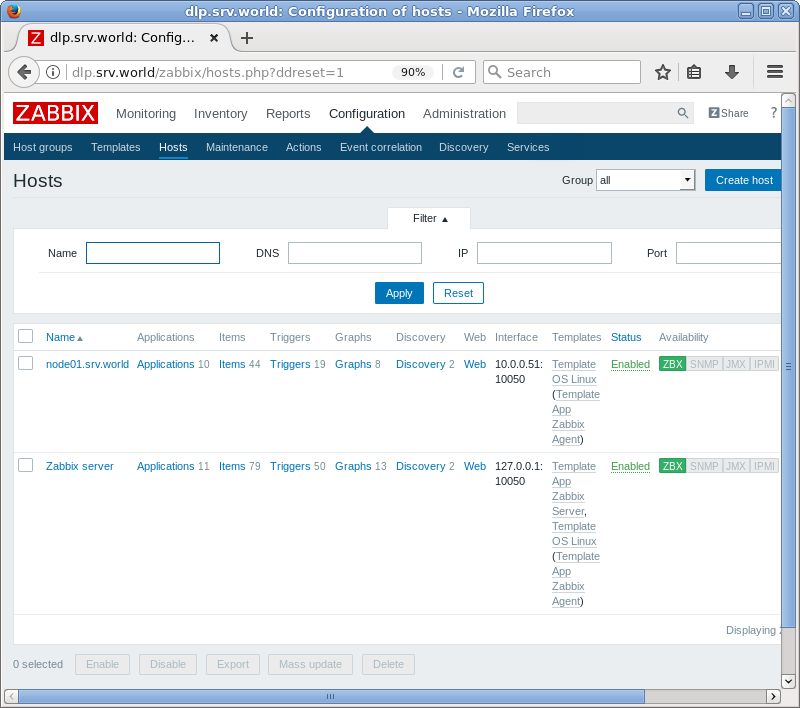 dlp.srv.world: Configuration of hosts - Mozilla Firefox
Z dlp.srv.world: Config... × +
dlp.srv.world/zabbix/hosts.php?ddreset=1 90% Search
ZABBIX Monitoring Inventory Reports Configuration Administration Z Share ?
Host groups Templates Hosts Maintenance Actions Event correlation Discovery Services
Hosts Group all Create host
Filter ▲
Name DNS IP Port
Apply Reset
Name ▲ Applications Items Triggers Graphs Discovery Web Interface Templates Status Availability
node01.srv.world Applications 10 Items 44 Triggers 19 Graphs 8 Discovery 2 Web 10.0.0.51: Template Enabled ZBX SNMP JMX IPMI
10050 OS Linux
(Template
App
Zabbix
Agent)
Zabbix server Applications 11 Items 79 Triggers 50 Graphs 13 Discovery 2 Web 127.0.0.1: Template Enabled ZBX SNMP JMX IPMI
10050 App
Zabbix
Server,
Template
OS Linux
(Template
App
Zabbix
Agent)
Displaying
0 selected Enable Disable Export Mass update Delete